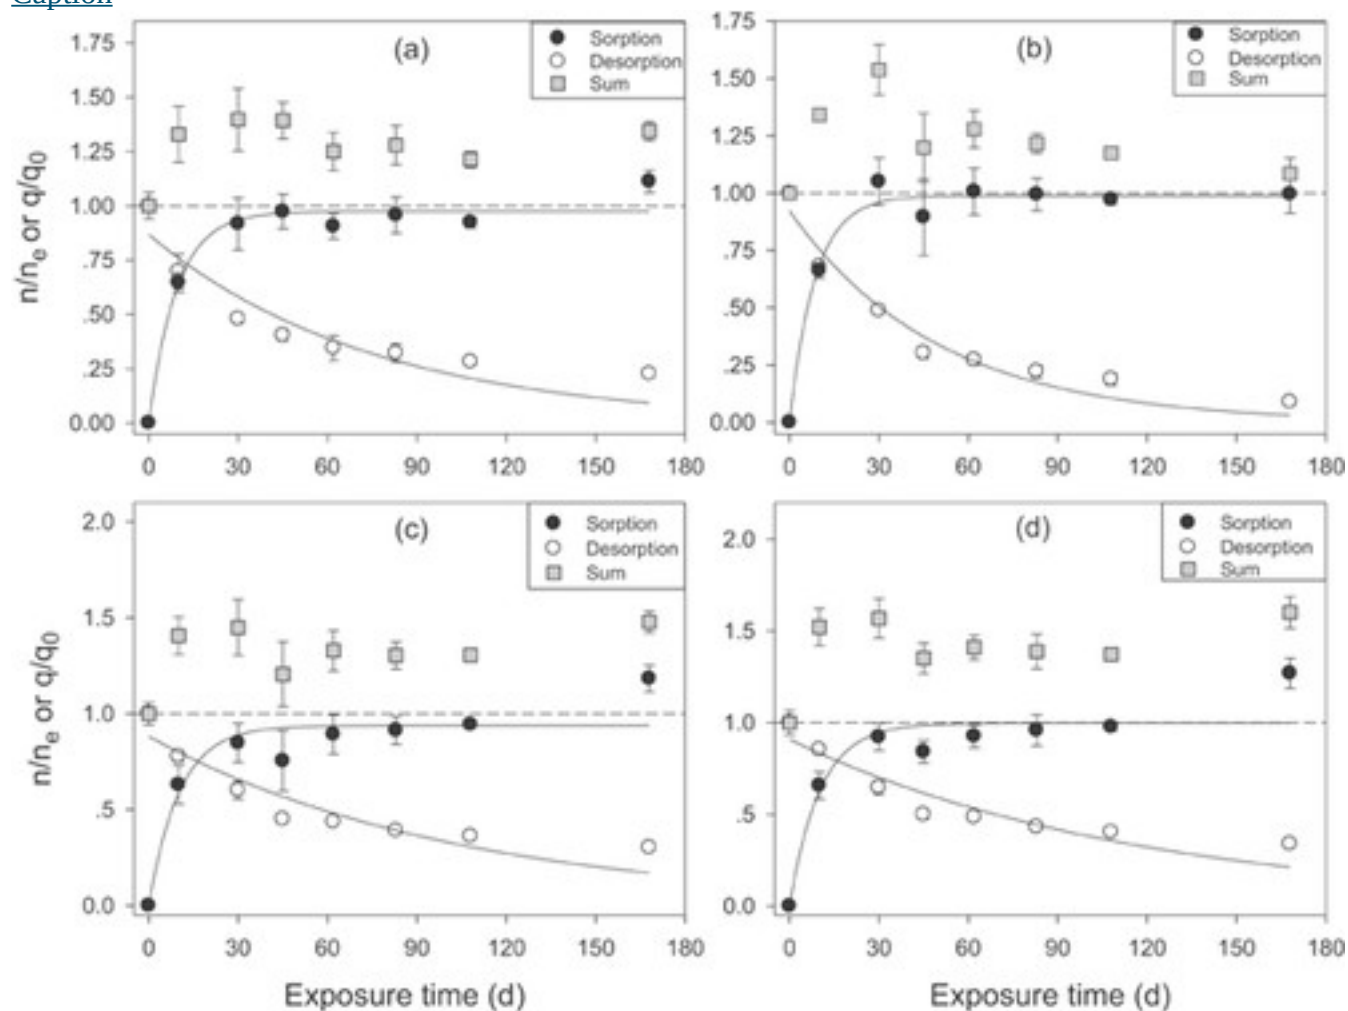 Caption
(a)
Sorption
Desorption
Sum
1.75
1.50
1.25
1.00
.75
.50
.25
0.00
n/nₑ or q/q₀
0 30 60 90 120 150 180
(b)
Sorption
Desorption
Sum
1.75
1.50
1.25
1.00
0.75
0.50
0.25
0.00
0 30 60 90 120 150 180
(c)
Sorption
Desorption
Sum
2.0
1.5
1.0
.5
0.0
n/nₑ or q/q₀
0 30 60 90 120 150 180
Exposure time (d)
(d)
Sorption
Desorption
Sum
2.0
1.5
1.0
.5
0.0
0 30 60 90 120 150 180
Exposure time (d)